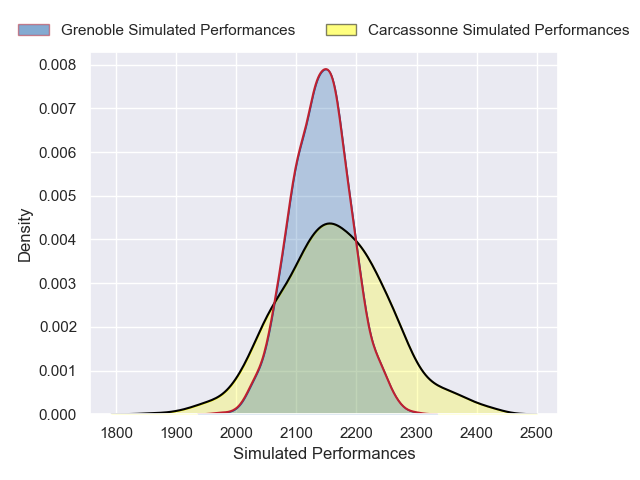 Grenoble Simulated Performances
Carcassonne Simulated Performances
0.008
0.007
0.006
0.005
0.004
0.003
0.002
0.001
0.000
Density
1800 1900 2000 2100 2200 2300 2400 2500
Simulated Performances